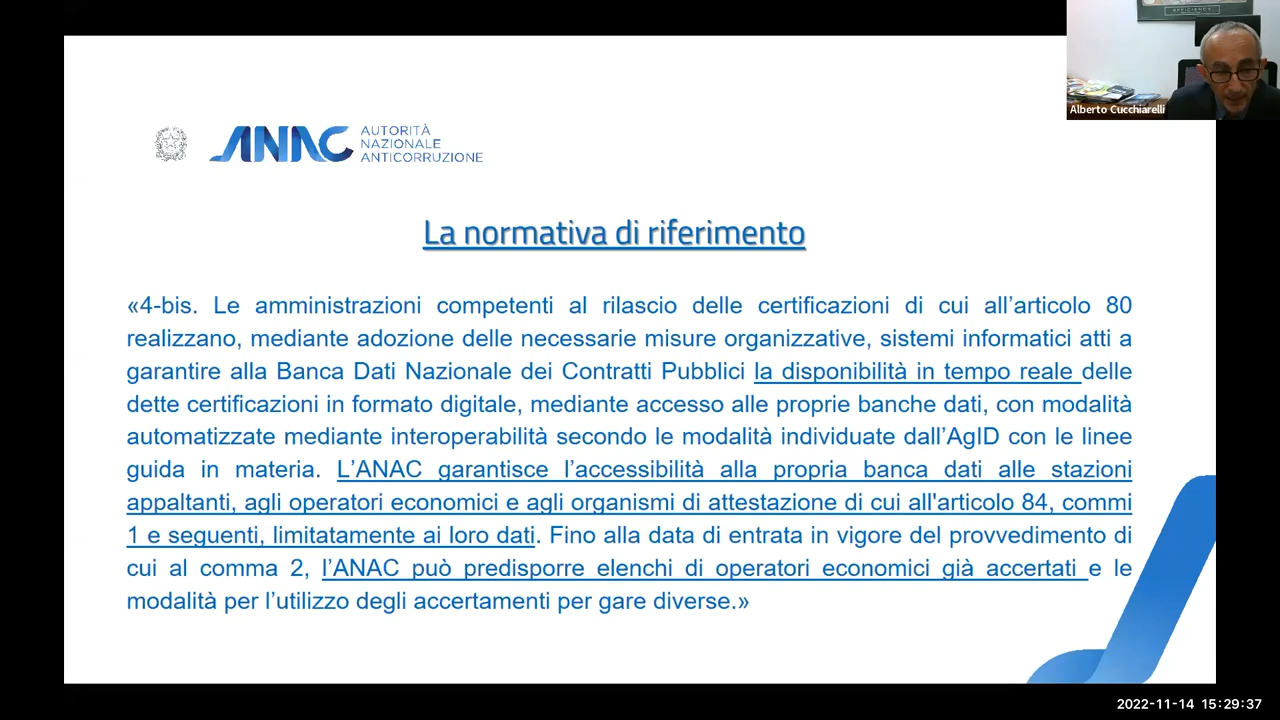 EFFICIENCY
Alberto Cucchiarelli
ANAC
AUTORITÀ
NAZIONALE
ANTICORRUZIONE
La normativa di riferimento
«4-bis. Le amministrazioni competenti al rilascio delle certificazioni di cui all’articolo 80
realizzano, mediante adozione delle necessarie misure organizzative, sistemi informatici atti a
garantire alla Banca Dati Nazionale dei Contratti Pubblici la disponibilità in tempo reale delle
dette certificazioni in formato digitale, mediante accesso alle proprie banche dati, con modalità
automatizzate mediante interoperabilità secondo le modalità individuate dall’AgID con le linee
guida in materia. L’ANAC garantisce l’accessibilità alla propria banca dati alle stazioni
appaltanti, agli operatori economici e agli organismi di attestazione di cui all'articolo 84, commi
1 e seguenti, limitatamente ai loro dati. Fino alla data di entrata in vigore del provvedimento di
cui al comma 2, l’ANAC può predisporre elenchi di operatori economici già accertati e le
modalità per l’utilizzo degli accertamenti per gare diverse.»
2022-11-14 15:29:37